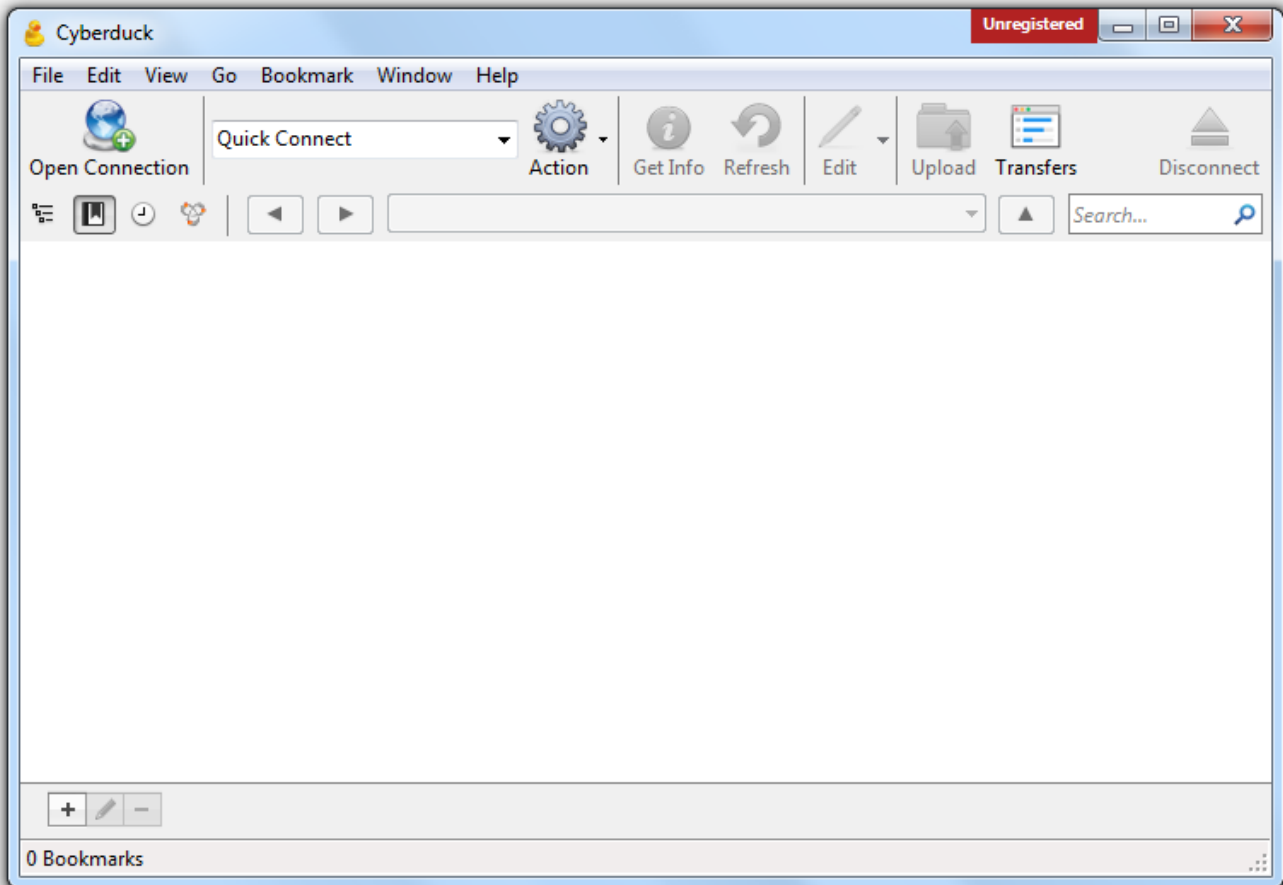 Cyberduck
Unregistered
File Edit View Go Bookmark Window Help
Quick Connect
Open Connection Action Get Info Refresh Edit Upload Transfers Disconnect
Search...
0 Bookmarks